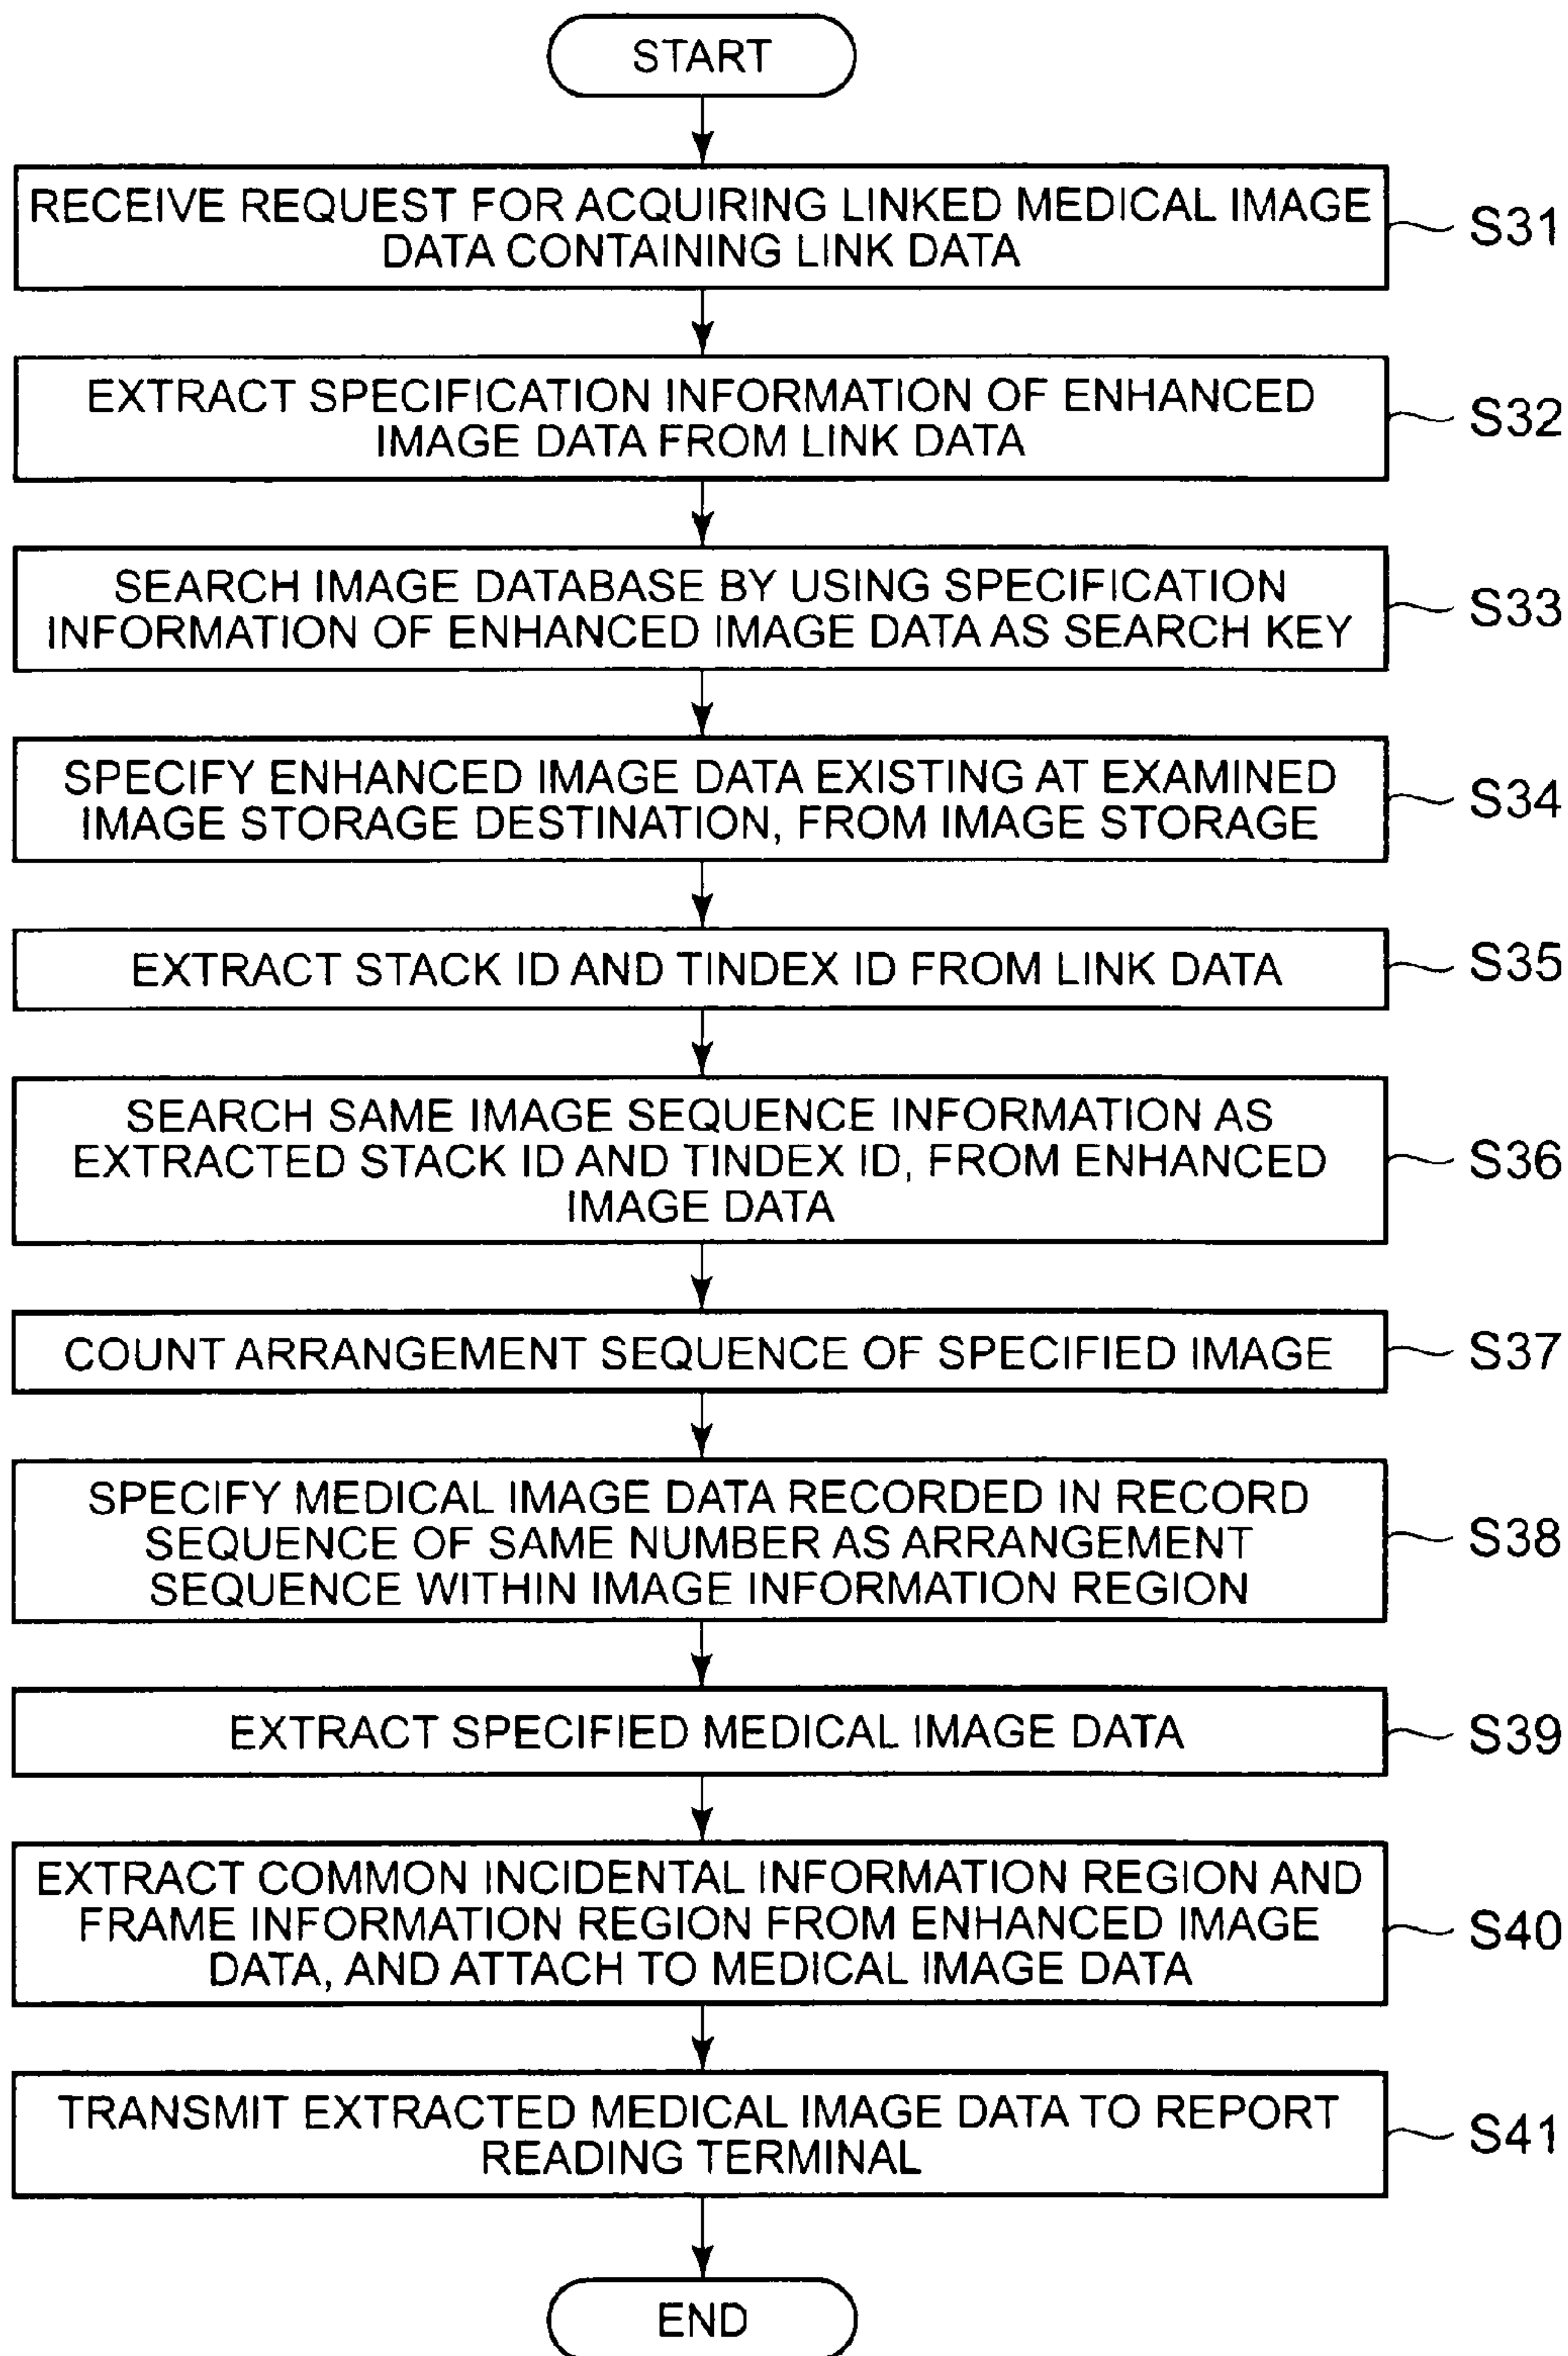 START
RECEIVE REQUEST FOR ACQUIRING LINKED MEDICAL IMAGE
DATA CONTAINING LINK DATA
S31
EXTRACT SPECIFICATION INFORMATION OF ENHANCED
IMAGE DATA FROM LINK DATA
S32
SEARCH IMAGE DATABASE BY USING SPECIFICATION
INFORMATION OF ENHANCED IMAGE DATA AS SEARCH KEY
S33
SPECIFY ENHANCED IMAGE DATA EXISTING AT EXAMINED
IMAGE STORAGE DESTINATION, FROM IMAGE STORAGE
S34
EXTRACT STACK ID AND TINDEX ID FROM LINK DATA
S35
SEARCH SAME IMAGE SEQUENCE INFORMATION AS
EXTRACTED STACK ID AND TINDEX ID, FROM ENHANCED
IMAGE DATA
S36
COUNT ARRANGEMENT SEQUENCE OF SPECIFIED IMAGE
S37
SPECIFY MEDICAL IMAGE DATA RECORDED IN RECORD
SEQUENCE OF SAME NUMBER AS ARRANGEMENT
SEQUENCE WITHIN IMAGE INFORMATION REGION
S38
EXTRACT SPECIFIED MEDICAL IMAGE DATA
S39
EXTRACT COMMON INCIDENTAL INFORMATION REGION AND
FRAME INFORMATION REGION FROM ENHANCED IMAGE
DATA, AND ATTACH TO MEDICAL IMAGE DATA
S40
TRANSMIT EXTRACTED MEDICAL IMAGE DATA TO REPORT
READING TERMINAL
S41
END